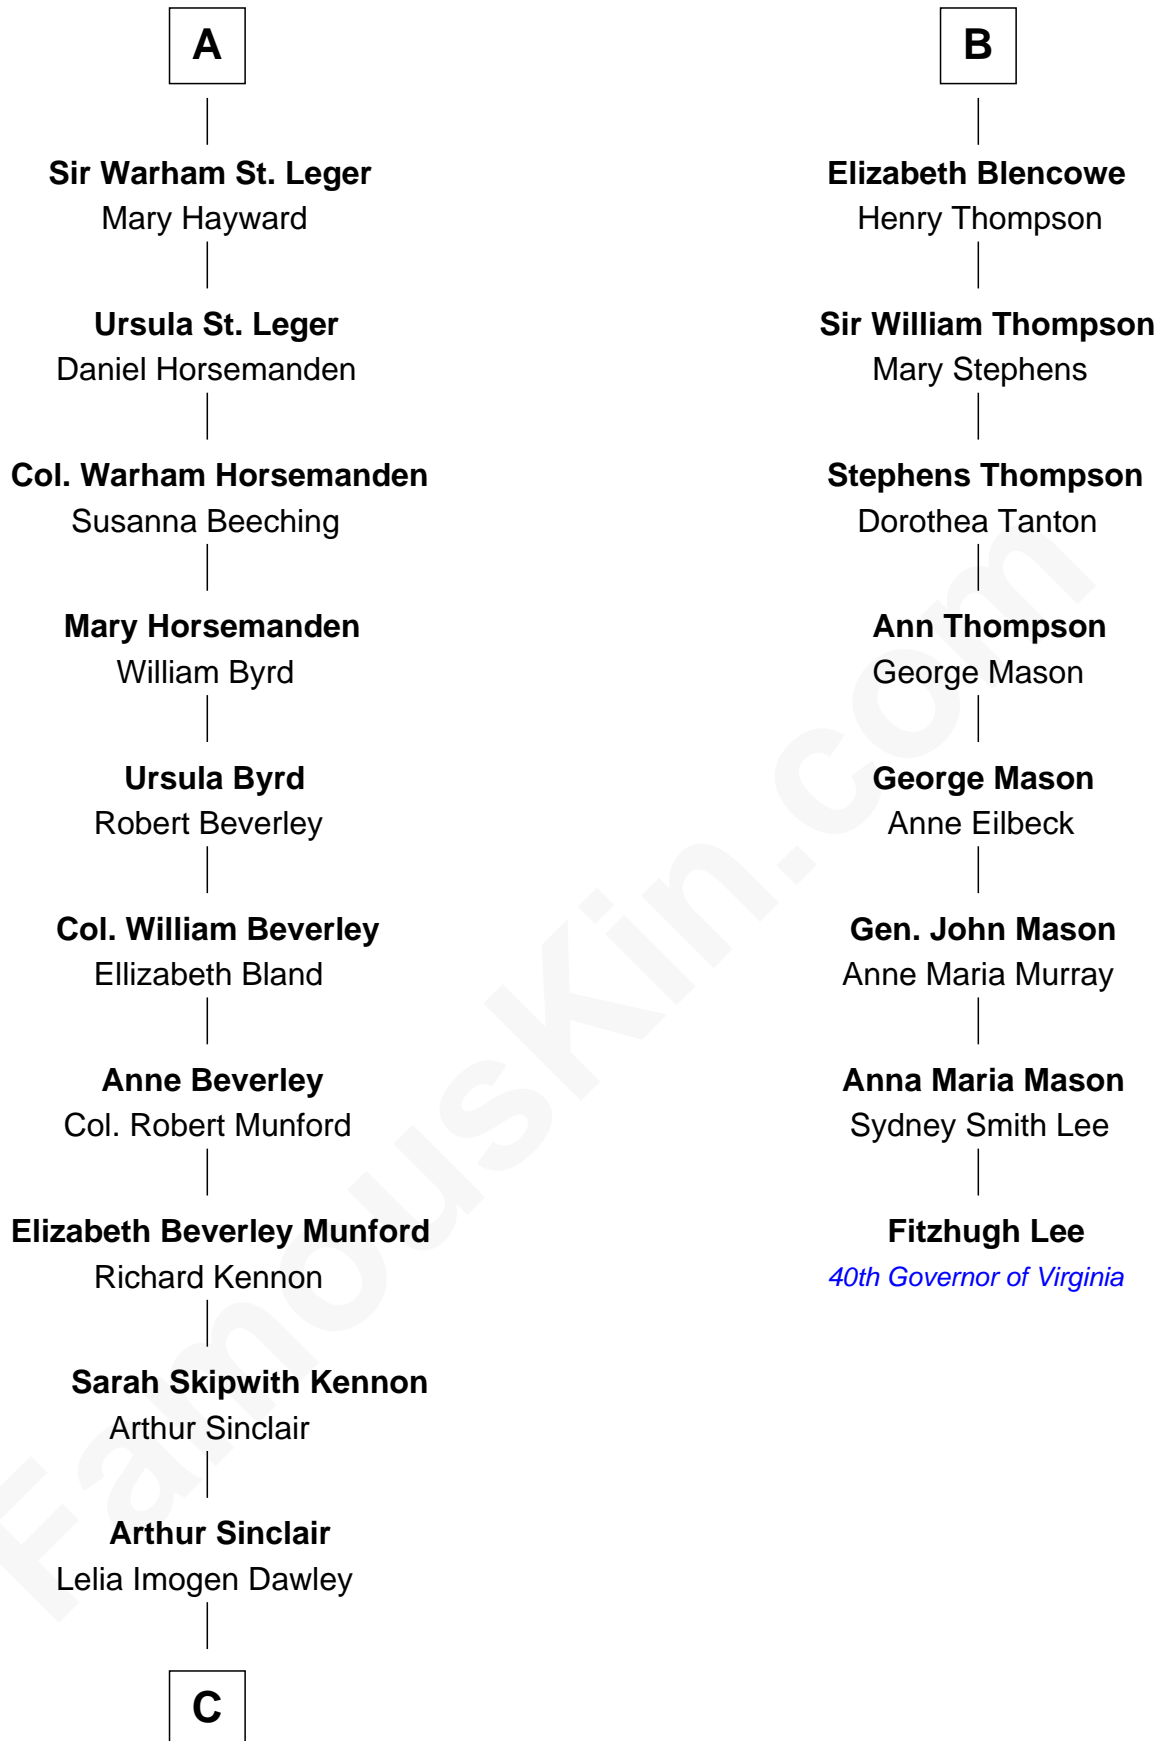 A
Sir Warham St. Leger
Mary Hayward
Ursula St. Leger
Daniel Horsemanden
Col. Warham Horsemanden
Susanna Beeching
Mary Horsemanden
William Byrd
Ursula Byrd
Robert Beverley
Col. William Beverley
Ellizabeth Bland
Anne Beverley
Col. Robert Munford
Elizabeth Beverley Munford
Richard Kennon
Sarah Skipwith Kennon
Arthur Sinclair
Arthur Sinclair
Lelia Imogen Dawley
C
B
Elizabeth Blencowe
Henry Thompson
Sir William Thompson
Mary Stephens
Stephens Thompson
Dorothea Tanton
Ann Thompson
George Mason
George Mason
Anne Eilbeck
Gen. John Mason
Anne Maria Murray
Anna Maria Mason
Sydney Smith Lee
Fitzhugh Lee
40th Governor of Virginia
FamousKin.com